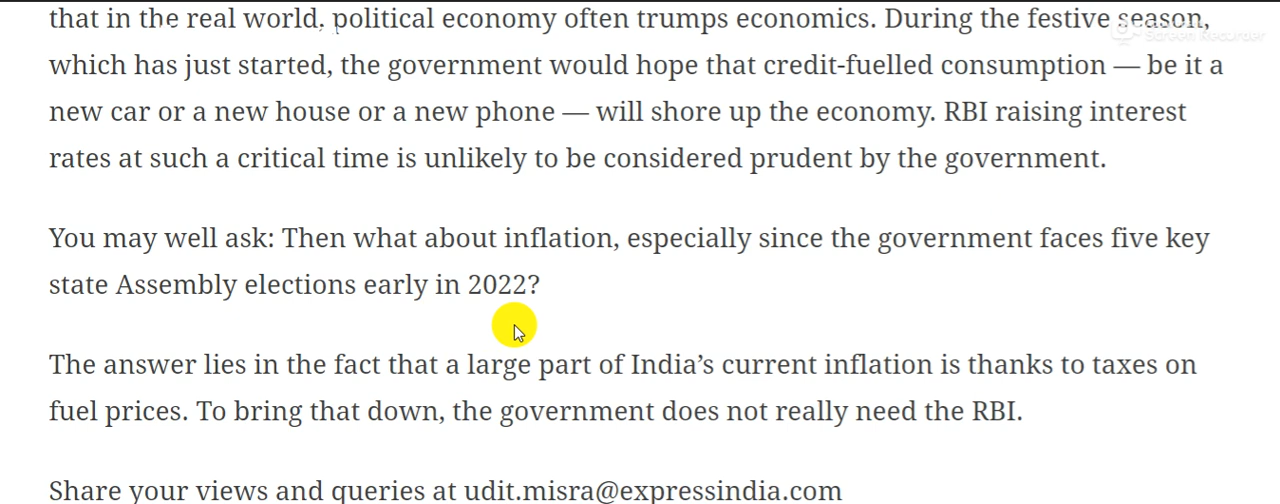 that in the real world, political economy often trumps economics. During the festive season,
which has just started, the government would hope that credit-fuelled consumption — be it a
new car or a new house or a new phone — will shore up the economy. RBI raising interest
rates at such a critical time is unlikely to be considered prudent by the government.
You may well ask: Then what about inflation, especially since the government faces five key
state Assembly elections early in 2022?
The answer lies in the fact that a large part of India’s current inflation is thanks to taxes on
fuel prices. To bring that down, the government does not really need the RBI.
Share your views and queries at udit.misra@expressindia.com
Screen Recorder